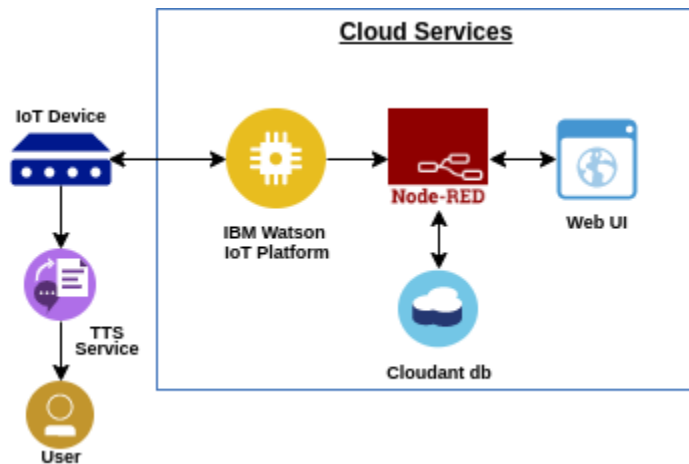 Cloud Services
IoT Device
IBM Watson
IoT Platform
Node-RED
Web UI
TTS
Service
Cloudant db
User